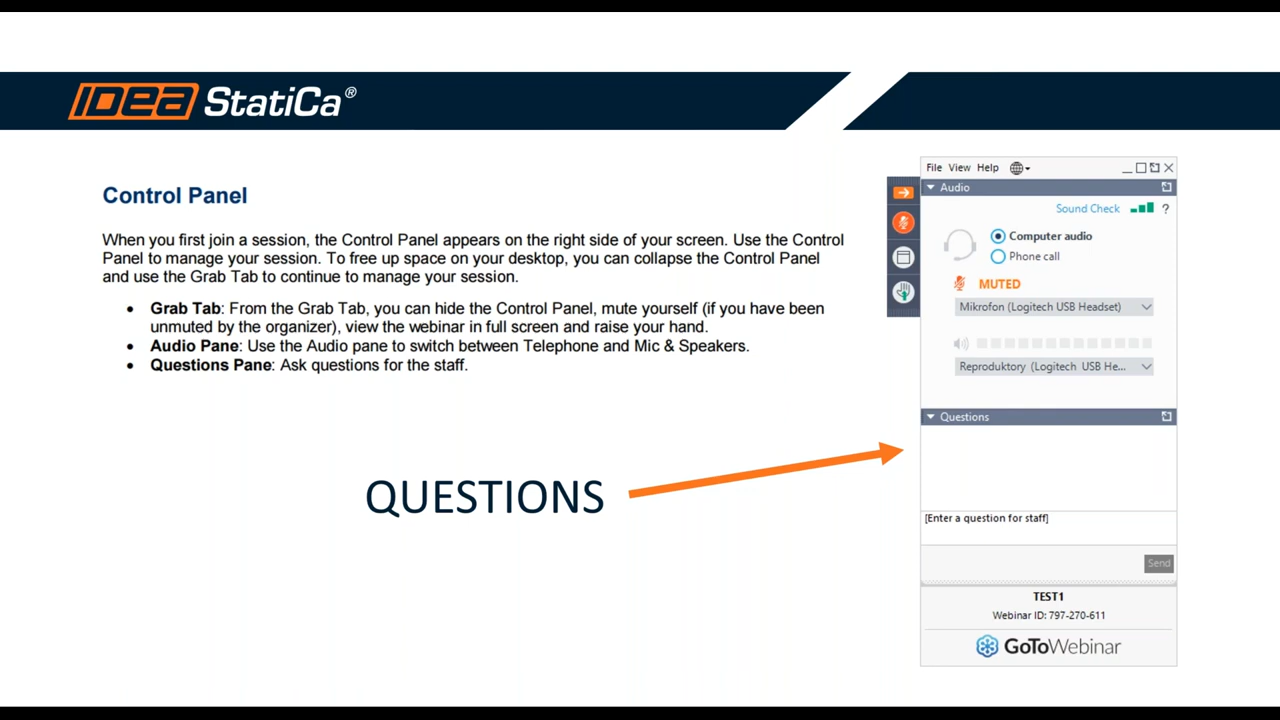 IDEA StatiCa®
Control Panel
When you first join a session, the Control Panel appears on the right side of your screen. Use the Control
Panel to manage your session. To free up space on your desktop, you can collapse the Control Panel
and use the Grab Tab to continue to manage your session.
• Grab Tab: From the Grab Tab, you can hide the Control Panel, mute yourself (if you have been
unmuted by the organizer), view the webinar in full screen and raise your hand.
• Audio Pane: Use the Audio pane to switch between Telephone and Mic & Speakers.
• Questions Pane: Ask questions for the staff.
QUESTIONS
File View Help
Audio
Sound Check ?
Computer audio
Phone call
MUTED
Mikrofon (Logitech USB Headset)
Reproduktory (Logitech USB He...
Questions
[Enter a question for staff]
Send
TEST1
Webinar ID: 797-270-611
GoToWebinar